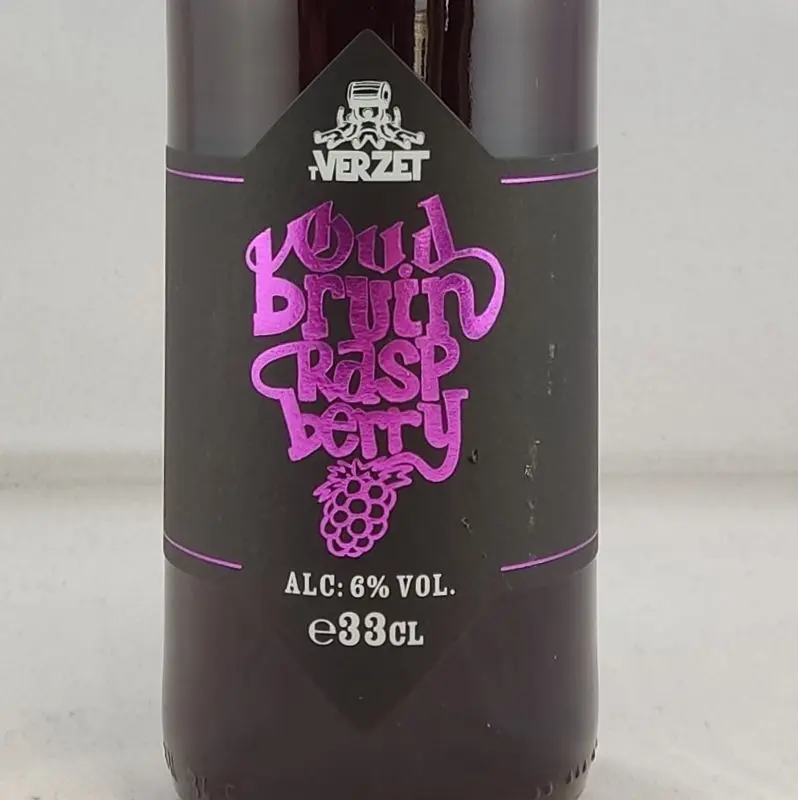 'T VERZET
Oud
bruin
Rasp
berry
ALC: 6% VOL.
℮33CL